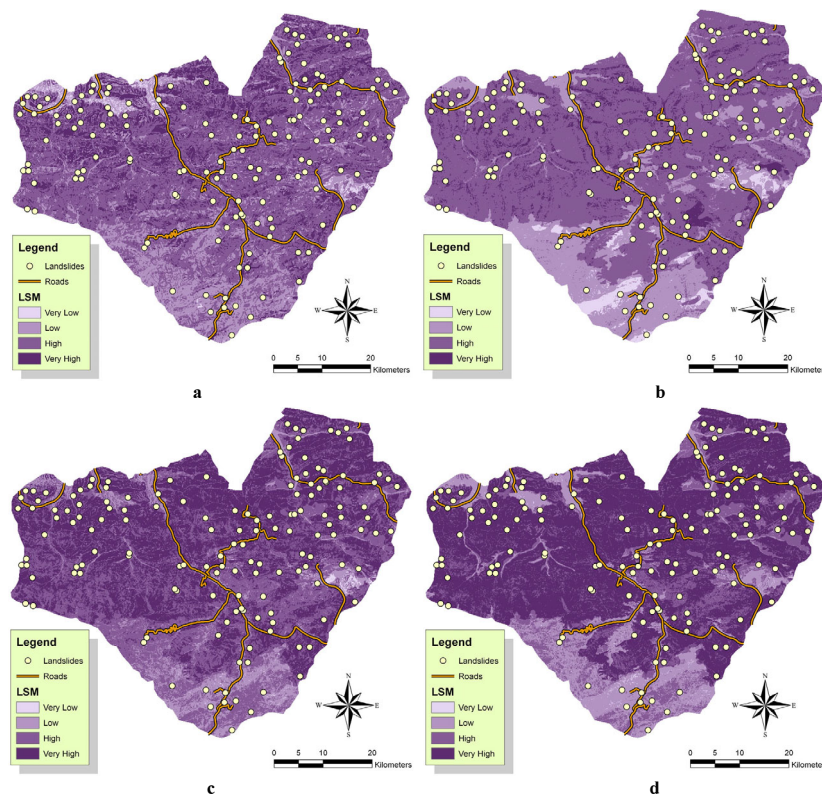 N
W E
S
Legend
Landslides
Roads
LSM
Very Low
Low
High
Very High
0 5 10 20
Kilometers
a
N
W E
S
Legend
Landslides
Roads
LSM
Very Low
Low
High
Very High
0 5 10 20
Kilometers
b
N
W E
S
Legend
Landslides
Roads
LSM
Very Low
Low
High
Very High
0 5 10 20
Kilometers
c
N
W E
S
Legend
Landslides
Roads
LSM
Very Low
Low
High
Very High
0 5 10 20
Kilometers
d